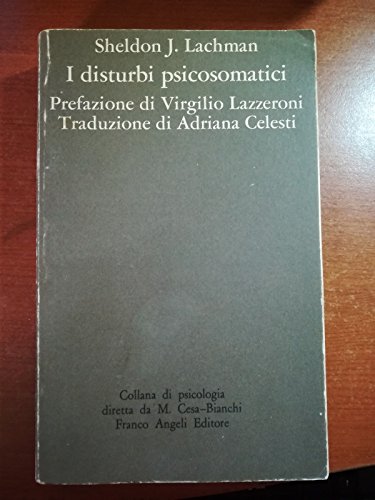 Sheldon J. Lachman
I disturbi psicosomatici
Prefazione di Virgilio Lazzeroni
Traduzione di Adriana Celesti
Collana di psicologia
diretta da M. Cesa-Bianchi
Franco Angeli Editore